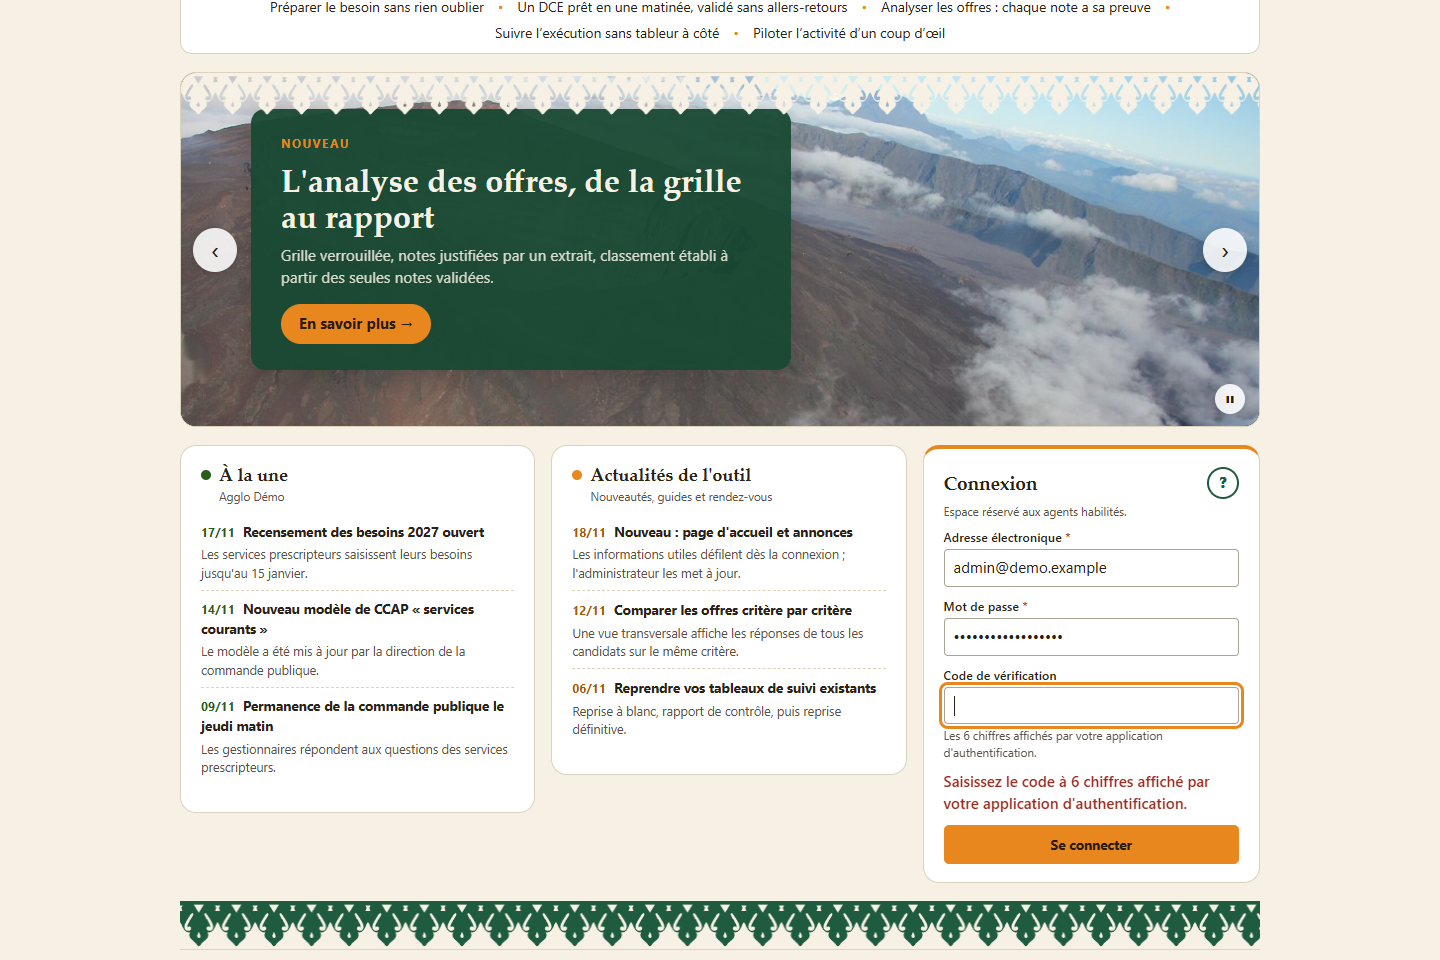 Préparer le besoin sans rien oublier • Un DCE prêt en une matinée, validé sans allers-retours • Analyser les offres : chaque note a sa preuve •
Suivre l’exécution sans tableur à côté • Piloter l’activité d’un coup d’œil
NOUVEAU
L'analyse des offres, de la grille
au rapport
Grille verrouillée, notes justifiées par un extrait, classement établi à
partir des seules notes validées.
En savoir plus →
‹
›
À la une
Agglo Démo
17/11 Recensement des besoins 2027 ouvert
Les services prescripteurs saisissent leurs besoins
jusqu'au 15 janvier.
14/11 Nouveau modèle de CCAP « services
courants »
Le modèle a été mis à jour par la direction de la
commande publique.
09/11 Permanence de la commande publique le
jeudi matin
Les gestionnaires répondent aux questions des services
prescripteurs.
Actualités de l'outil
Nouveautés, guides et rendez-vous
18/11 Nouveau : page d'accueil et annonces
Les informations utiles défilent dès la connexion ;
l'administrateur les met à jour.
12/11 Comparer les offres critère par critère
Une vue transversale affiche les réponses de tous les
candidats sur le même critère.
06/11 Reprendre vos tableaux de suivi existants
Reprise à blanc, rapport de contrôle, puis reprise
définitive.
Connexion
?
Espace réservé aux agents habilités.
Adresse électronique *
admin@demo.example
Mot de passe *
••••••••••••••••••
Code de vérification
Les 6 chiffres affichés par votre application
d'authentification.
Saisissez le code à 6 chiffres affiché par
votre application d'authentification.
Se connecter